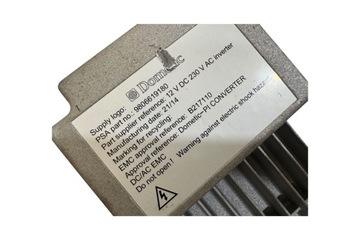 Supply logo: Dometic
PSA part no.: 9806619180
Part supplier reference: 12 V DC 230 V AC inverter
Manufacturing date: 21/14
Marking for recycling:
EMC approval reference: B217110
Approval reference: Dometic-PI CONVERTER
DC/AC EMC
Do not open! Warning against electric shock